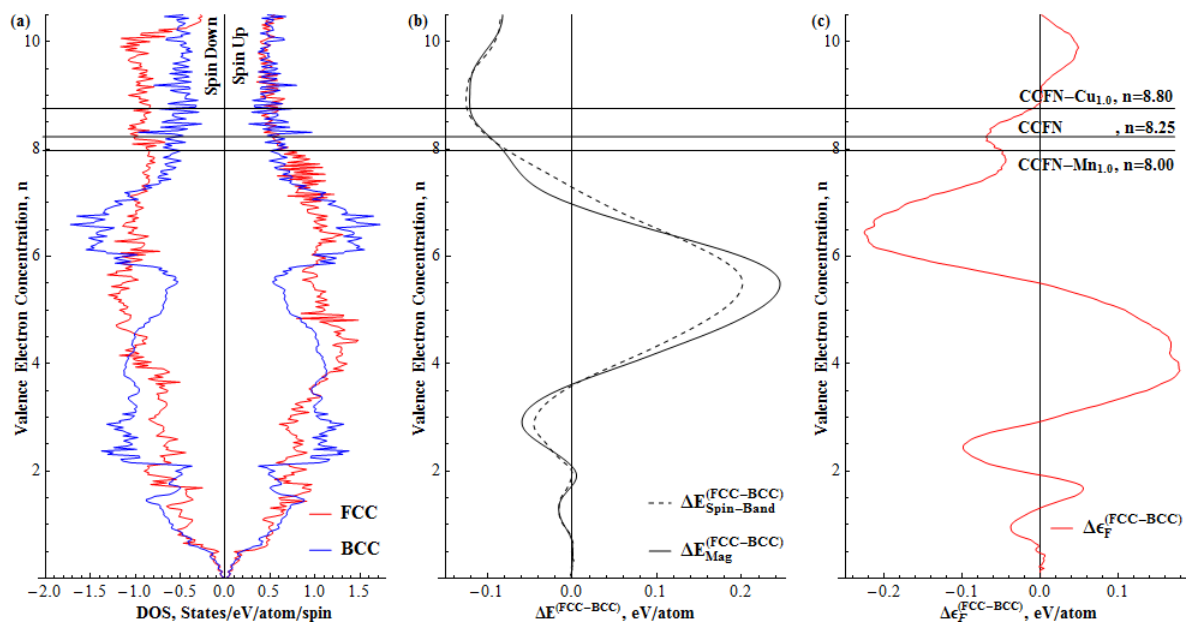 (a)
Spin Down
Spin Up
Valence Electron Concentration, n
10
8
6
4
2
FCC
BCC
−2.0 −1.5 −1.0 −0.5 0.0 0.5 1.0 1.5
DOS, States/eV/atom/spin
(b)
Valence Electron Concentration, n
10
8
6
4
2
ΔE(FCC−BCC)Spin−Band
ΔE(FCC−BCC)Mag
−0.1 0.0 0.1 0.2
ΔE(FCC−BCC), eV/atom
(c)
Valence Electron Concentration, n
10
8
6
4
2
CCFN−Cu1.0, n=8.80
CCFN , n=8.25
CCFN−Mn1.0, n=8.00
ΔϵF(FCC−BCC)
−0.2 −0.1 0.0 0.1
ΔϵF(FCC−BCC), eV/atom